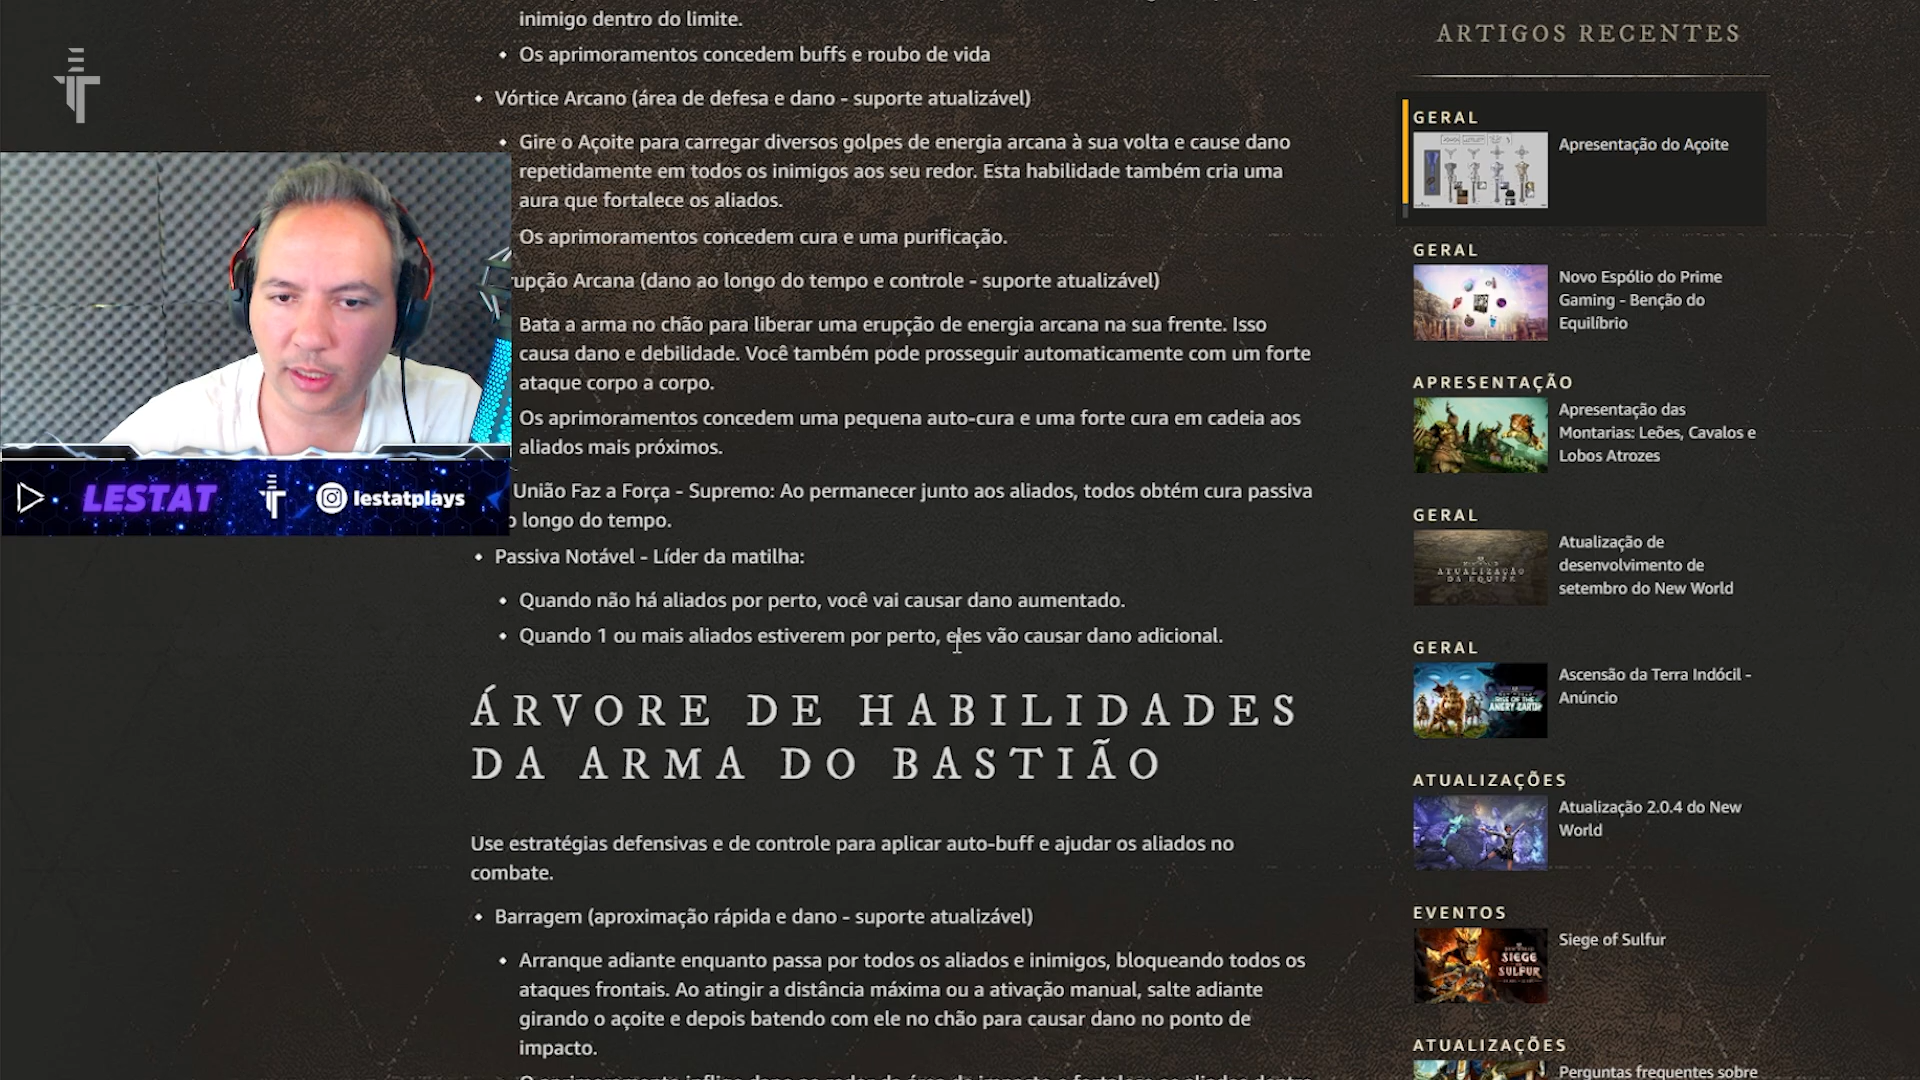 inimigo dentro do limite.
Os aprimoramentos concedem buffs e roubo de vida
Vórtice Arcano (área de defesa e dano - suporte atualizável)
Gire o Açoite para carregar diversos golpes de energia arcana à sua volta e cause dano
repetidamente em todos os inimigos aos seu redor. Esta habilidade também cria uma
aura que fortalece os aliados.
Os aprimoramentos concedem cura e uma purificação.
rupção Arcana (dano ao longo do tempo e controle - suporte atualizável)
Bata a arma no chão para liberar uma erupção de energia arcana na sua frente. Isso
causa dano e debilidade. Você também pode prosseguir automaticamente com um forte
ataque corpo a corpo.
Os aprimoramentos concedem uma pequena auto-cura e uma forte cura em cadeia aos
aliados mais próximos.
União Faz a Força - Supremo: Ao permanecer junto aos aliados, todos obtém cura passiva
o longo do tempo.
Passiva Notável - Líder da matilha:
Quando não há aliados por perto, você vai causar dano aumentado.
Quando 1 ou mais aliados estiverem por perto, eles vão causar dano adicional.
ÁRVORE DE HABILIDADES
DA ARMA DO BASTIÃO
Use estratégias defensivas e de controle para aplicar auto-buff e ajudar os aliados no
combate.
Barragem (aproximação rápida e dano - suporte atualizável)
Arranque adiante enquanto passa por todos os aliados e inimigos, bloqueando todos os
ataques frontais. Ao atingir a distância máxima ou a ativação manual, salte adiante
girando o açoite e depois batendo com ele no chão para causar dano no ponto de
impacto.
LESTAT
lestatplays
ARTIGOS RECENTES
GERAL
Apresentação do Açoite
GERAL
Novo Espólio do Prime
Gaming - Benção do
Equilíbrio
APRESENTAÇÃO
Apresentação das
Montarias: Leões, Cavalos e
Lobos Atrozes
GERAL
ATUALIZAÇÃO
DA EQUIPE
Atualização de
desenvolvimento de
setembro do New World
GERAL
RISE OF THE
ANGRY EARTH
Ascensão da Terra Indócil -
Anúncio
ATUALIZAÇÕES
Atualização 2.0.4 do New
World
EVENTOS
SIEGE
OF
SULFUR
Siege of Sulfur
ATUALIZAÇÕES
Perguntas frequentes sobre